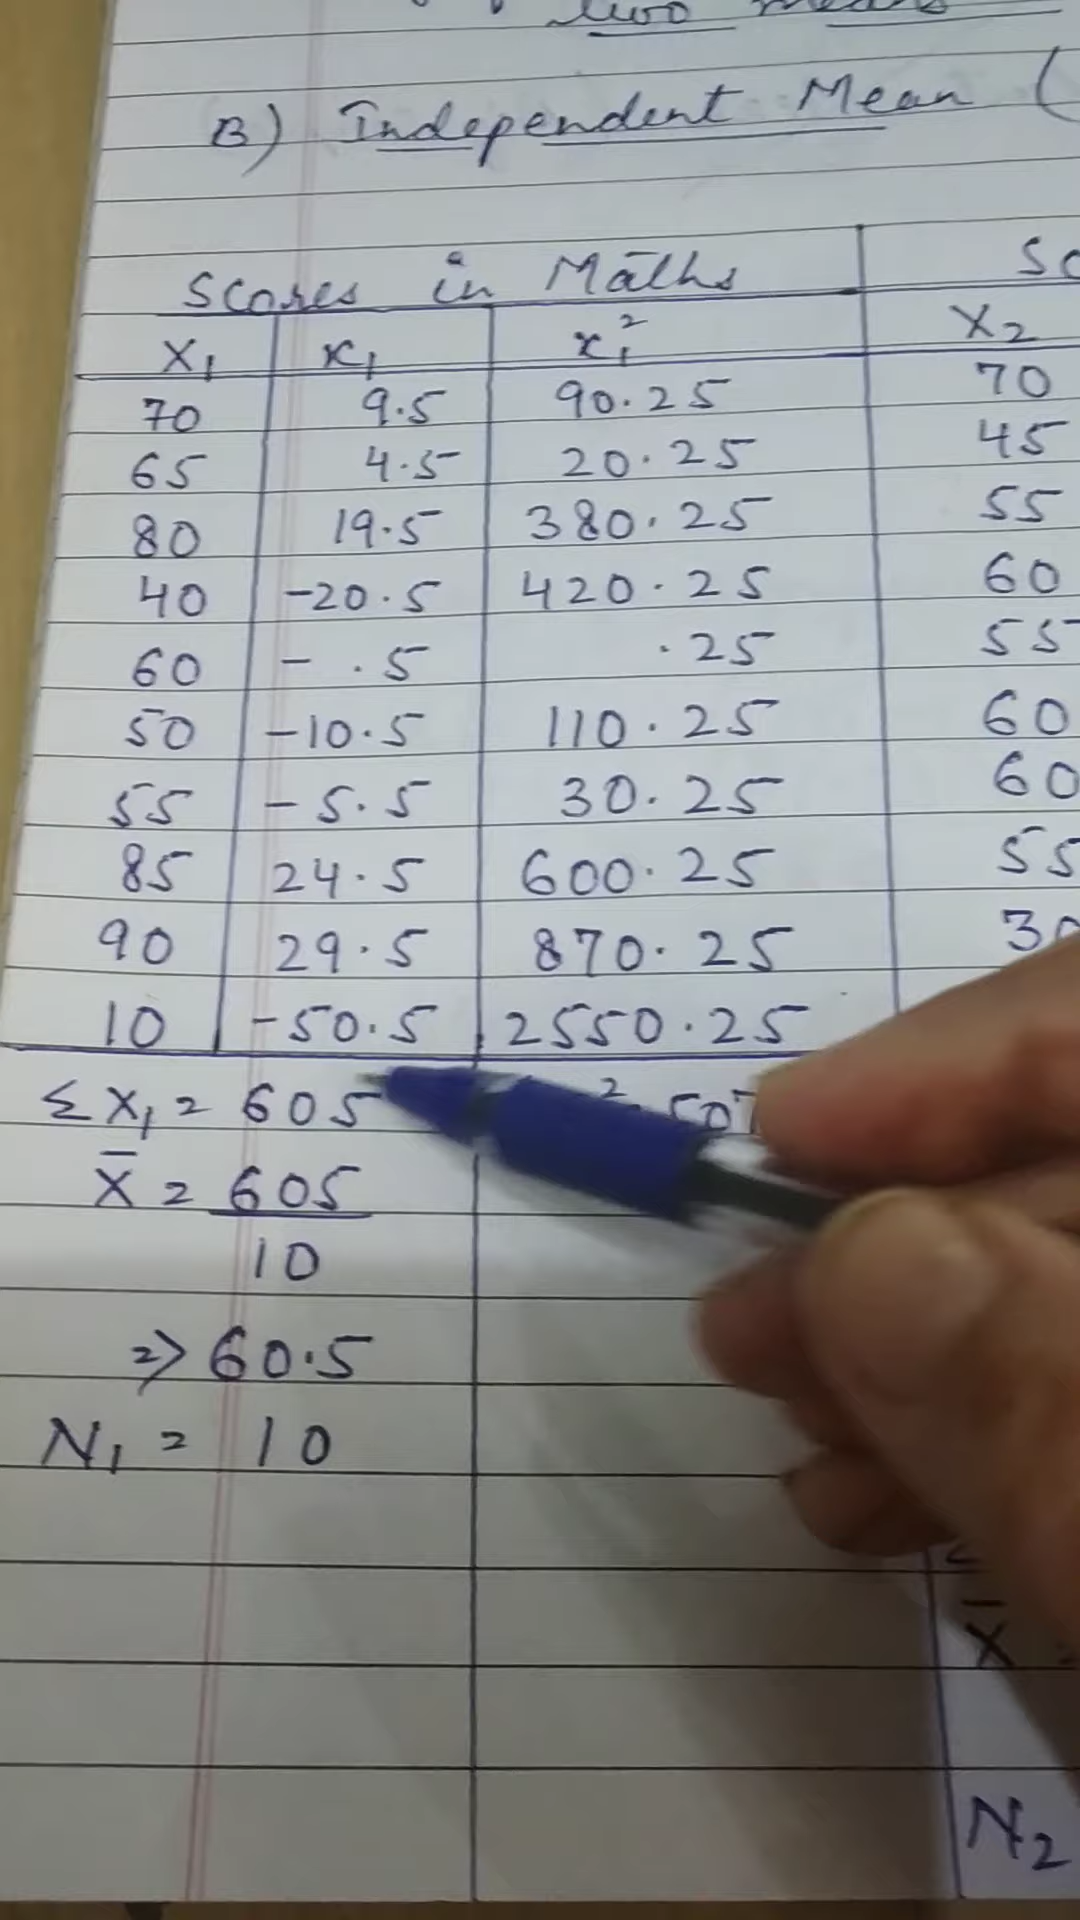 two means
B) Independent Mean (
Scores in Maths
X₁ x₁ x₁² X₂
70 9.5 90.25 70
65 4.5 20.25 45
80 19.5 380.25 55
40 -20.5 420.25 60
60 - .5 .25 55
50 -10.5 110.25 60
55 -5.5 30.25 60
85 24.5 600.25 55
90 29.5 870.25
10 -50.5 2550.25
ΣX₁ = 605
X̄ = 605
10
=> 60.5
N₁ = 10
X̄
N₂